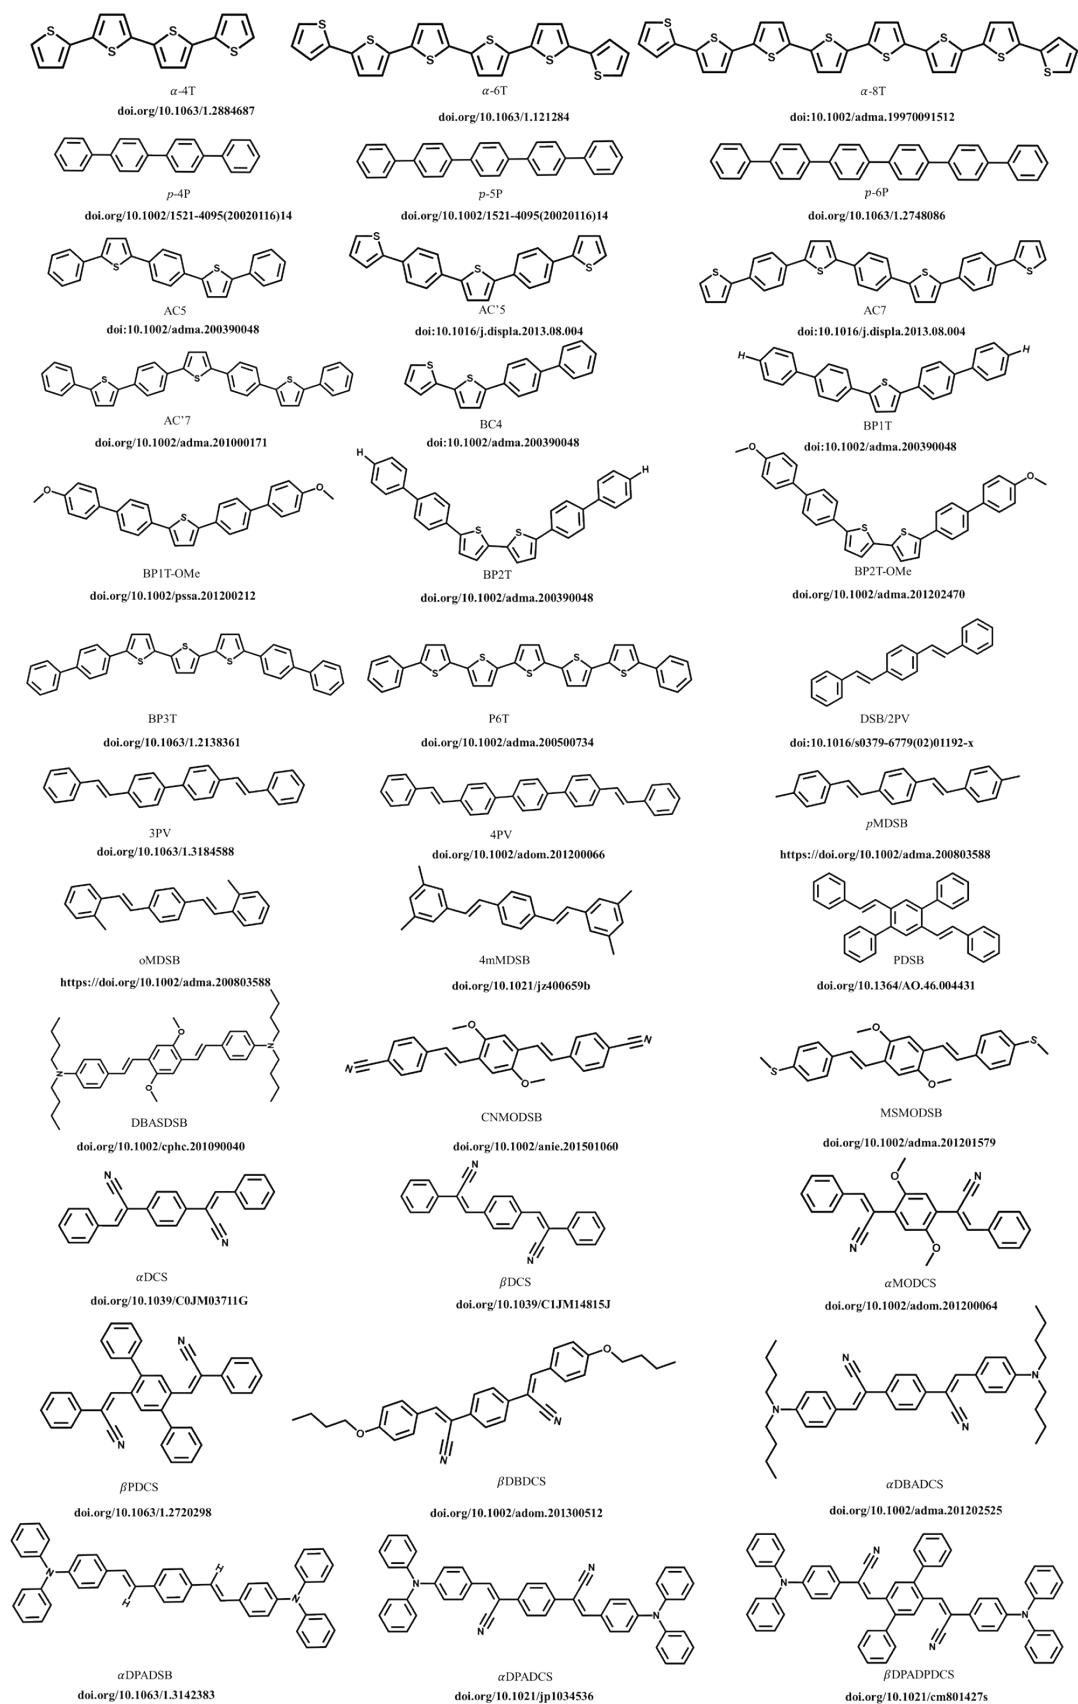 α-4T
α-6T
α-8T
doi.org/10.1063/1.2884687
doi.org/10.1063/1.121284
doi:10.1002/adma.19970091512
p-4P
p-5P
p-6P
doi.org/10.1002/1521-4095(20020116)14
doi.org/10.1002/1521-4095(20020116)14
doi.org/10.1063/1.2748086
AC5
AC'5
AC7
doi:10.1002/adma.200390048
doi:10.1016/j.displa.2013.08.004
doi:10.1016/j.displa.2013.08.004
AC'7
BC4
BP1T
doi.org/10.1002/adma.201000171
doi:10.1002/adma.200390048
doi:10.1002/adma.200390048
BP1T-OMe
BP2T
BP2T-OMe
doi.org/10.1002/pssa.201200212
doi.org/10.1002/adma.200390048
doi.org/10.1002/adma.201202470
BP3T
P6T
DSB/2PV
doi.org/10.1063/1.2138361
doi.org/10.1002/adma.200500734
doi:10.1016/s0379-6779(02)01192-x
3PV
4PV
pMDSB
doi.org/10.1063/1.3184588
doi.org/10.1002/adom.201200066
https://doi.org/10.1002/adma.200803588
oMDSB
4mMDSB
PDSB
https://doi.org/10.1002/adma.200803588
doi.org/10.1021/jz400659b
doi.org/10.1364/AO.46.004431
DBASDSB
CNMODSB
MSMODSB
doi.org/10.1002/cphc.201090040
doi.org/10.1002/anie.201501060
doi.org/10.1002/adma.201201579
αDCS
βDCS
αMODCS
doi.org/10.1039/C0JM03711G
doi.org/10.1039/C1JM14815J
doi.org/10.1002/adom.201200064
βPDCS
βDBDCS
αDBADCS
doi.org/10.1063/1.2720298
doi.org/10.1002/adom.201300512
doi.org/10.1002/adma.201202525
αDPADSB
αDPADCS
βDPADPDCS
doi.org/10.1063/1.3142383
doi.org/10.1021/jp1034536
doi.org/10.1021/cm801427s